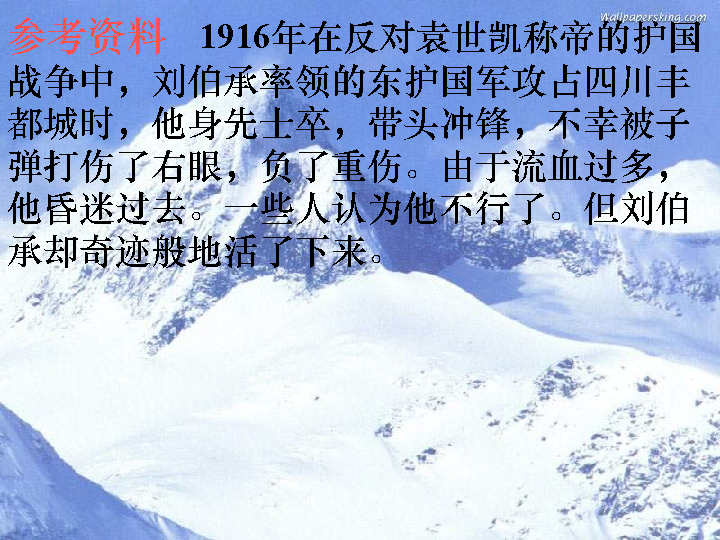 Wallpapersking.com
参考资料 1916年在反对袁世凯称帝的护国
战争中，刘伯承率领的东护国军攻占四川丰
都城时，他身先士卒，带头冲锋，不幸被子
弹打伤了右眼，负了重伤。由于流血过多，
他昏迷过去。一些人认为他不行了。但刘伯
承却奇迹般地活了下来。